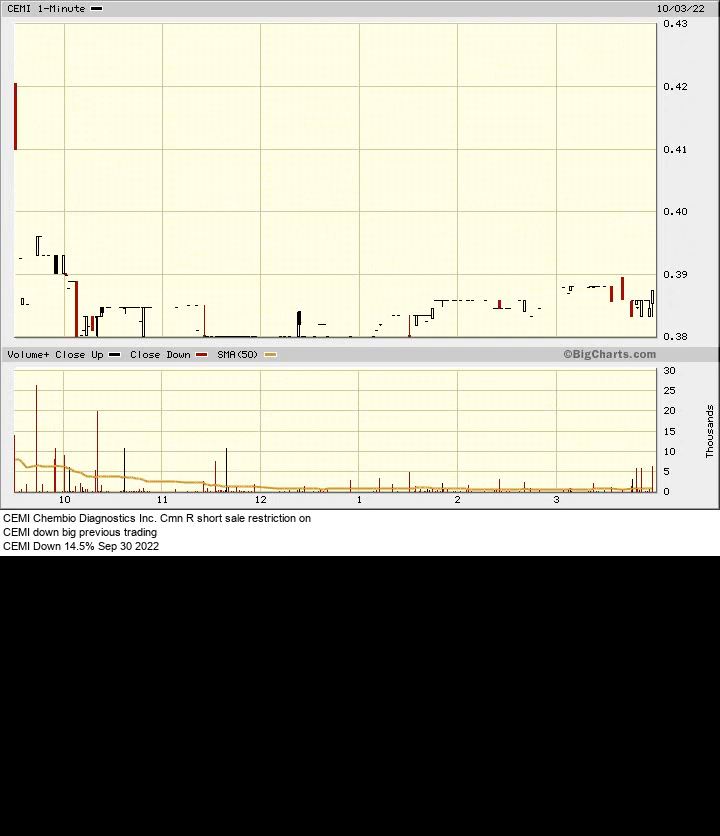 CEMI 1-Minute 10/03/22
0.43
0.42
0.41
0.40
0.39
0.38
Volume+ Close Up Close Down SMA(50) ©BigCharts.com
30
25
20
15
10
5
0
Thousands
10 11 12 1 2 3
CEMI Chembio Diagnostics Inc. Cmn R short sale restriction on
CEMI down big previous trading
CEMI Down 14.5% Sep 30 2022